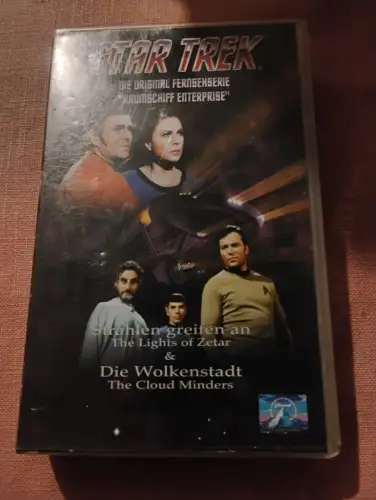 STAR TREK
DIE ORIGINAL FERNSEHSERIE
"RAUMSCHIFF ENTERPRISE"
Strahlen greifen an
The Lights of Zetar
&
Die Wolkenstadt
The Cloud Minders
Paramount